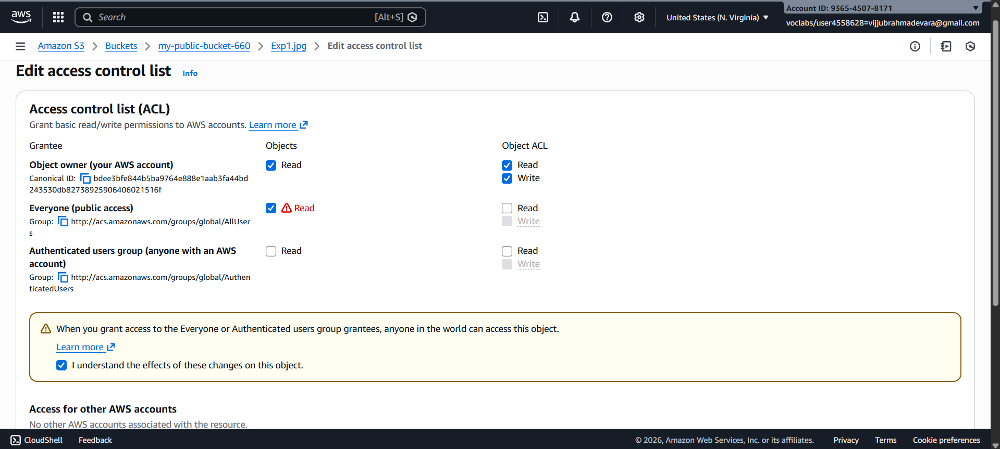 aws
Search
[Alt+S]
United States (N. Virginia)
Account ID: 9365-4507-8171
voclabs/user4558628=vijjubrahmadevara@gmail.com
Amazon S3
Buckets
my-public-bucket-660
Exp1.jpg
Edit access control list
Edit access control list
Info
Access control list (ACL)
Grant basic read/write permissions to AWS accounts. Learn more
Grantee
Objects
Object ACL
Object owner (your AWS account)
Canonical ID: bdee3bfe844b5ba9764e888e1aab3fa44bd
243530db82738925906406021516f
Read
Read
Write
Everyone (public access)
Group: http://acs.amazonaws.com/groups/global/AllUser
s
Read
Read
Write
Authenticated users group (anyone with an AWS
account)
Group: http://acs.amazonaws.com/groups/global/Authen
ticatedUsers
Read
Read
Write
When you grant access to the Everyone or Authenticated users group grantees, anyone in the world can access this object.
Learn more
I understand the effects of these changes on this object.
Access for other AWS accounts
No other AWS accounts associated with the resource.
CloudShell
Feedback
© 2026, Amazon Web Services, Inc. or its affiliates.
Privacy
Terms
Cookie preferences